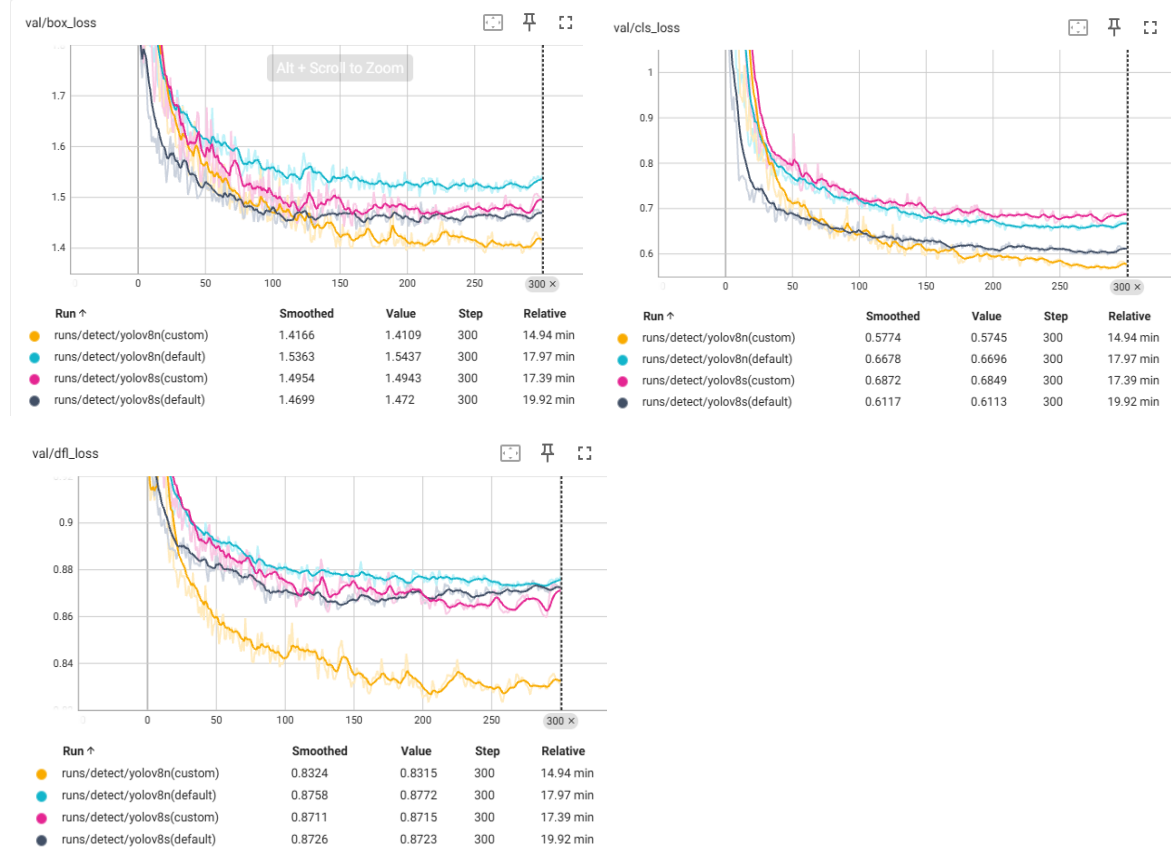 val/box_loss
Alt + Scroll to Zoom
1.7
1.6
1.5
1.4
0 50 100 150 200 250 300 ×
Run ↑ Smoothed Value Step Relative
runs/detect/yolov8n(custom) 1.4166 1.4109 300 14.94 min
runs/detect/yolov8n(default) 1.5363 1.5437 300 17.97 min
runs/detect/yolov8s(custom) 1.4954 1.4943 300 17.39 min
runs/detect/yolov8s(default) 1.4699 1.472 300 19.92 min
val/cls_loss
1
0.9
0.8
0.7
0.6
0 50 100 150 200 250 300 ×
Run ↑ Smoothed Value Step Relative
runs/detect/yolov8n(custom) 0.5774 0.5745 300 14.94 min
runs/detect/yolov8n(default) 0.6678 0.6696 300 17.97 min
runs/detect/yolov8s(custom) 0.6872 0.6849 300 17.39 min
runs/detect/yolov8s(default) 0.6117 0.6113 300 19.92 min
val/dfl_loss
0.9
0.88
0.86
0.84
0 50 100 150 200 250 300 ×
Run ↑ Smoothed Value Step Relative
runs/detect/yolov8n(custom) 0.8324 0.8315 300 14.94 min
runs/detect/yolov8n(default) 0.8758 0.8772 300 17.97 min
runs/detect/yolov8s(custom) 0.8711 0.8715 300 17.39 min
runs/detect/yolov8s(default) 0.8726 0.8723 300 19.92 min